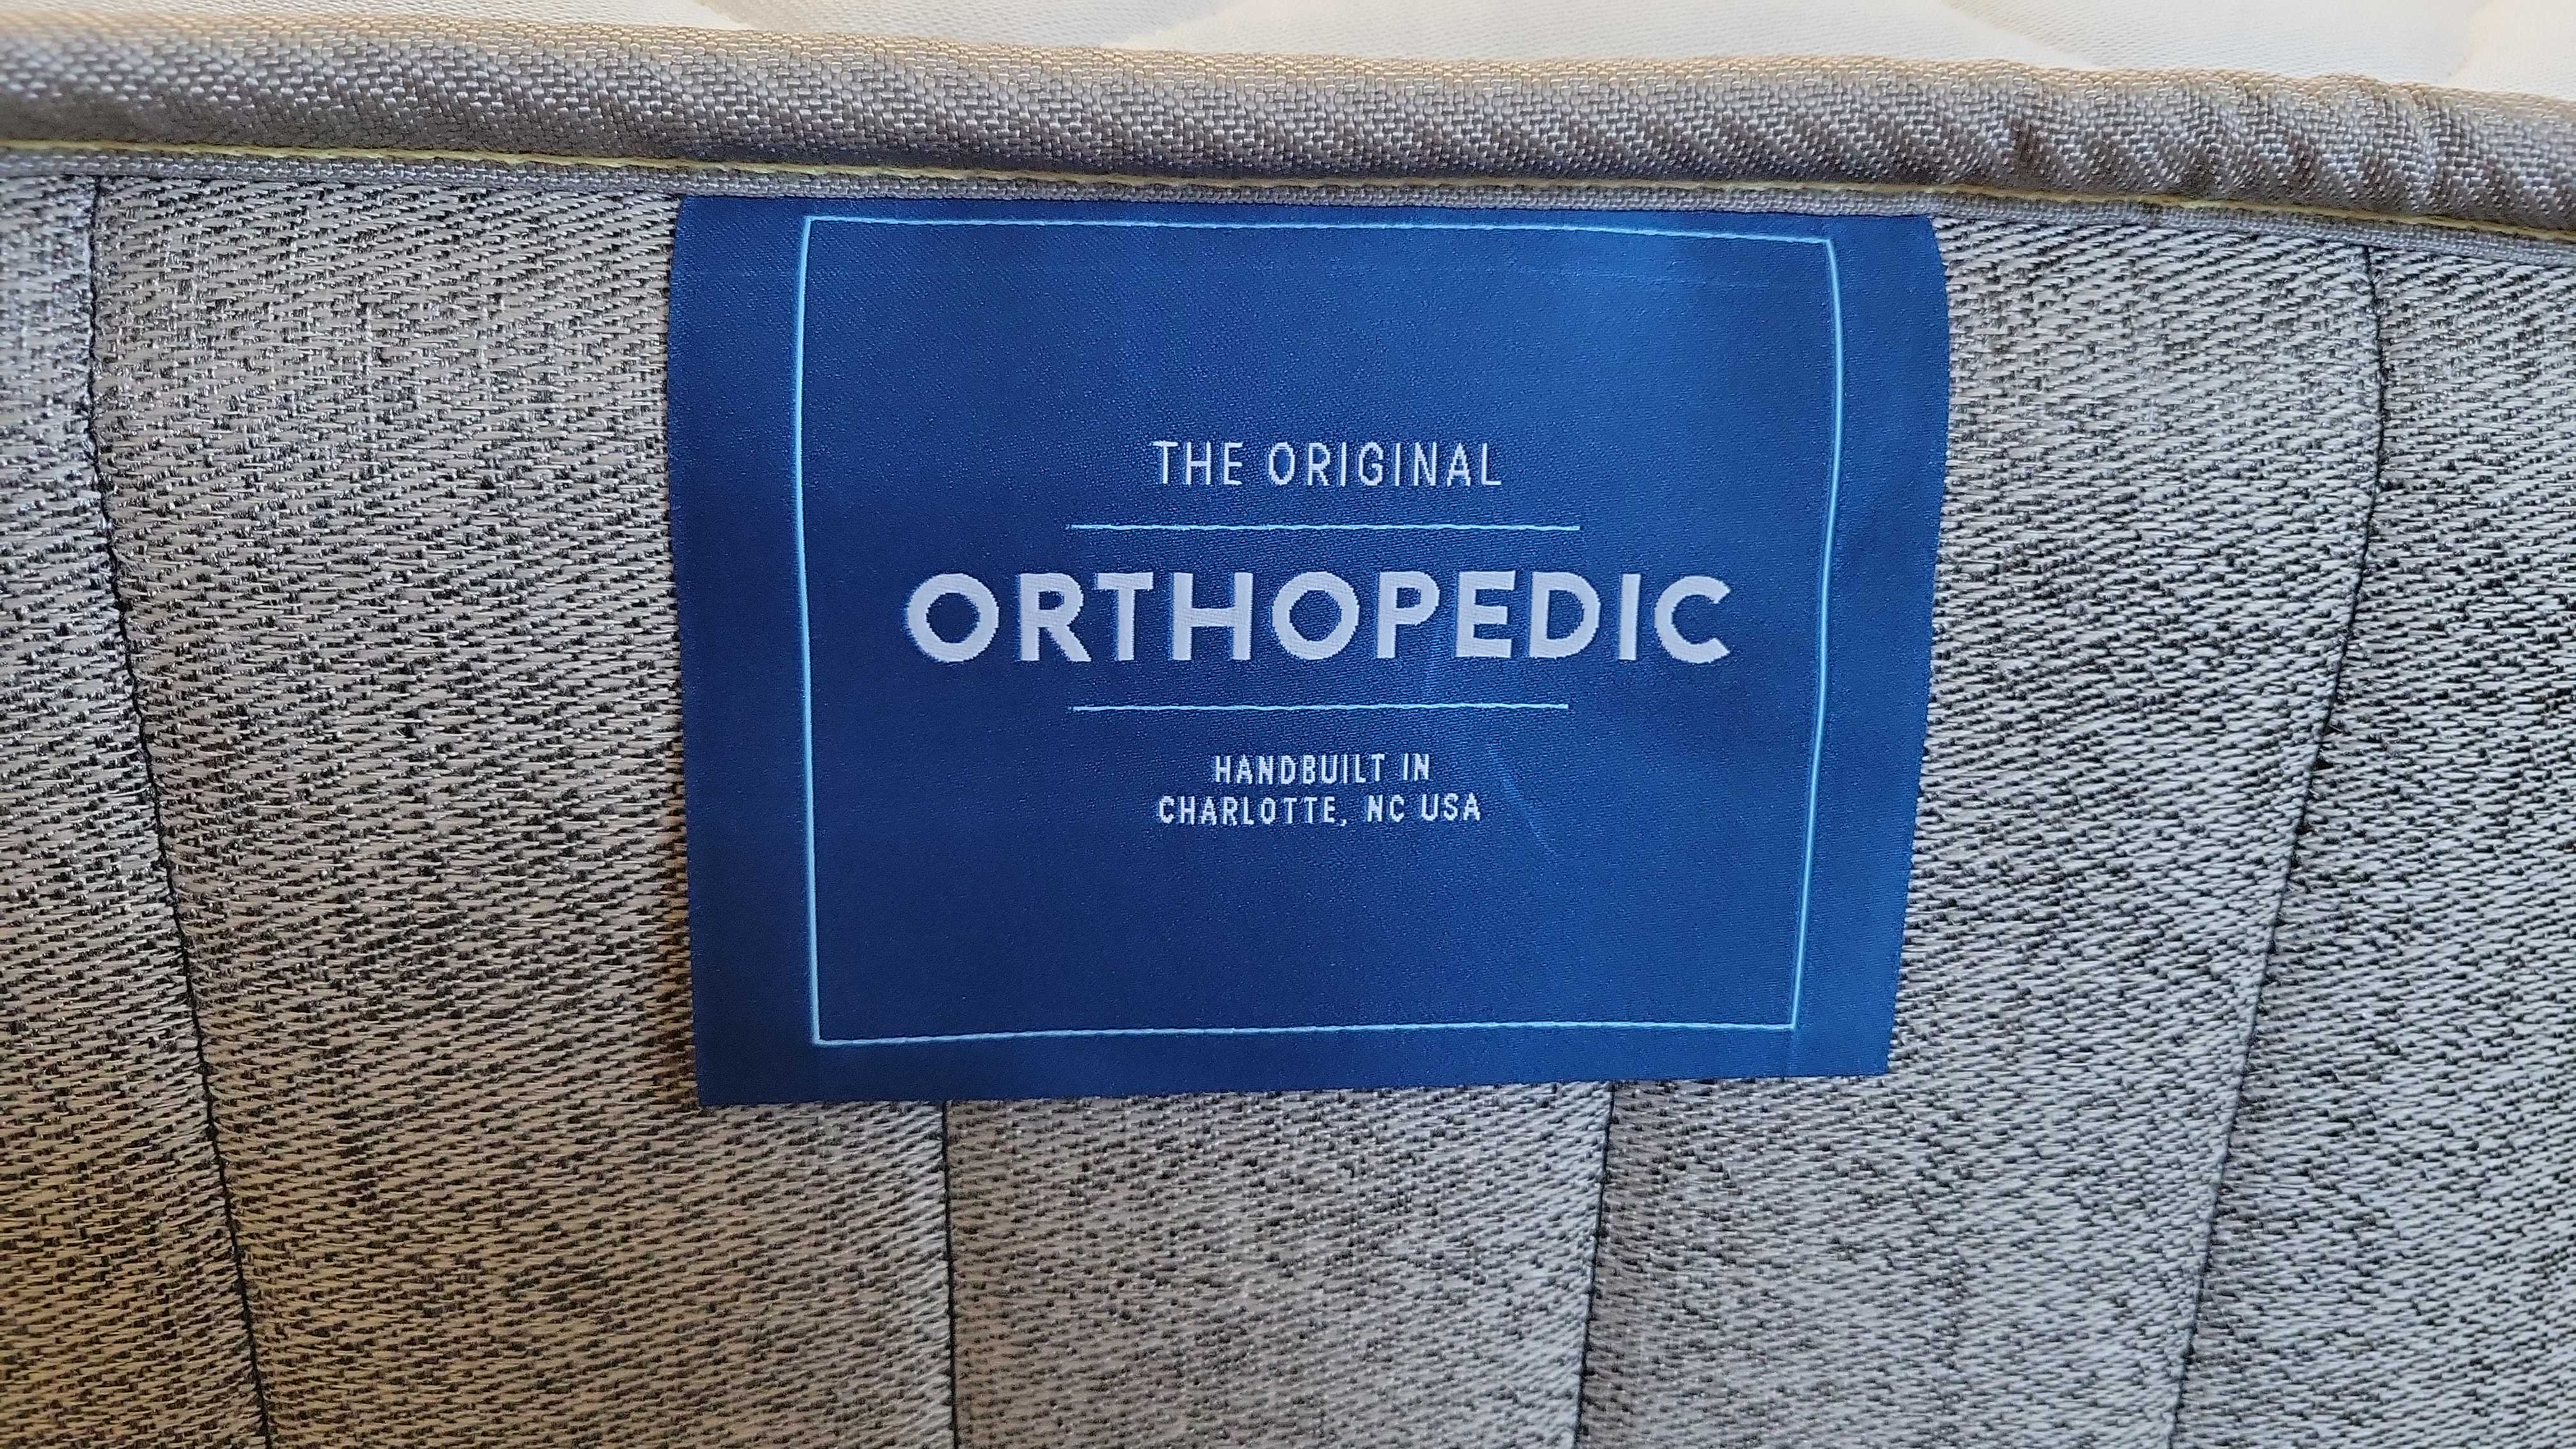 THE ORIGINAL
ORTHOPEDIC
HANDBUILT IN
CHARLOTTE, NC USA